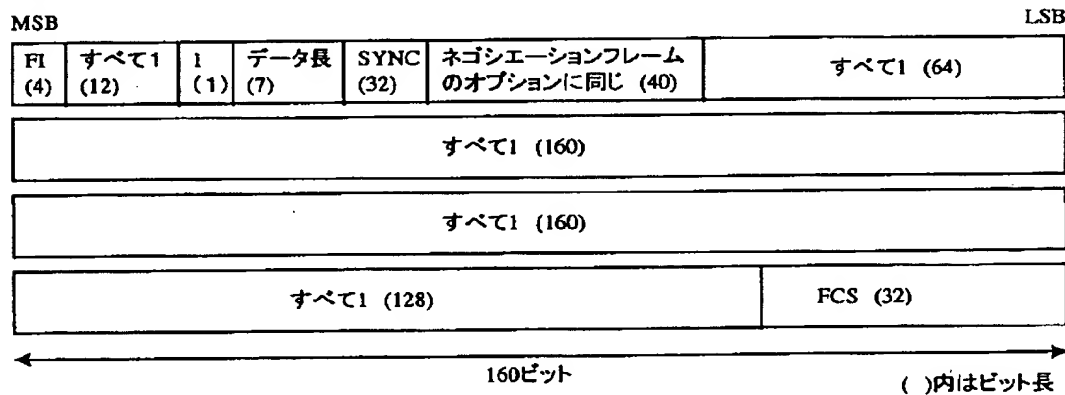 MSB LSB
FI すべて1 1 データ長 SYNC ネゴシエーションフレーム すべて1 (64)
(4) (12) (1) (7) (32) のオプションに同じ (40)
すべて1 (160)
すべて1 (160)
すべて1 (128) FCS (32)
160ビット
( )内はビット長